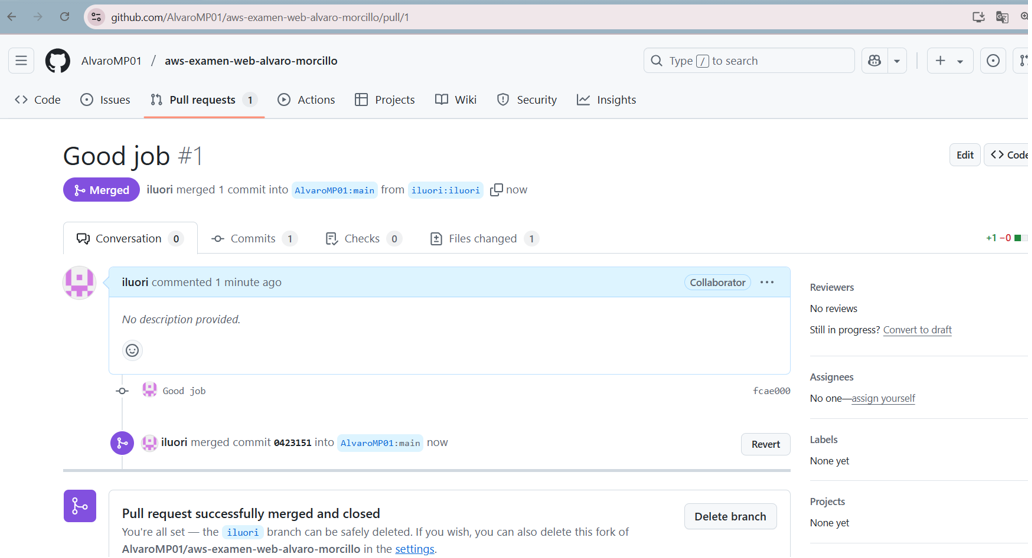 github.com/AlvaroMP01/aws-examen-web-alvaro-morcillo/pull/1
AlvaroMP01 / aws-examen-web-alvaro-morcillo
Type / to search
Code Issues Pull requests 1 Actions Projects Wiki Security Insights
Good job #1
Edit Code
Merged iluori merged 1 commit into AlvaroMP01:main from iluori:iluori now
Conversation 0 Commits 1 Checks 0 Files changed 1
+1 −0
iluori commented 1 minute ago Collaborator
No description provided.
Good job fcae000
iluori merged commit 0423151 into AlvaroMP01:main now
Revert
Pull request successfully merged and closed
You're all set — the iluori branch can be safely deleted. If you wish, you can also delete this fork of
AlvaroMP01/aws-examen-web-alvaro-morcillo in the settings.
Delete branch
Reviewers
No reviews
Still in progress? Convert to draft
Assignees
No one—assign yourself
Labels
None yet
Projects
None yet